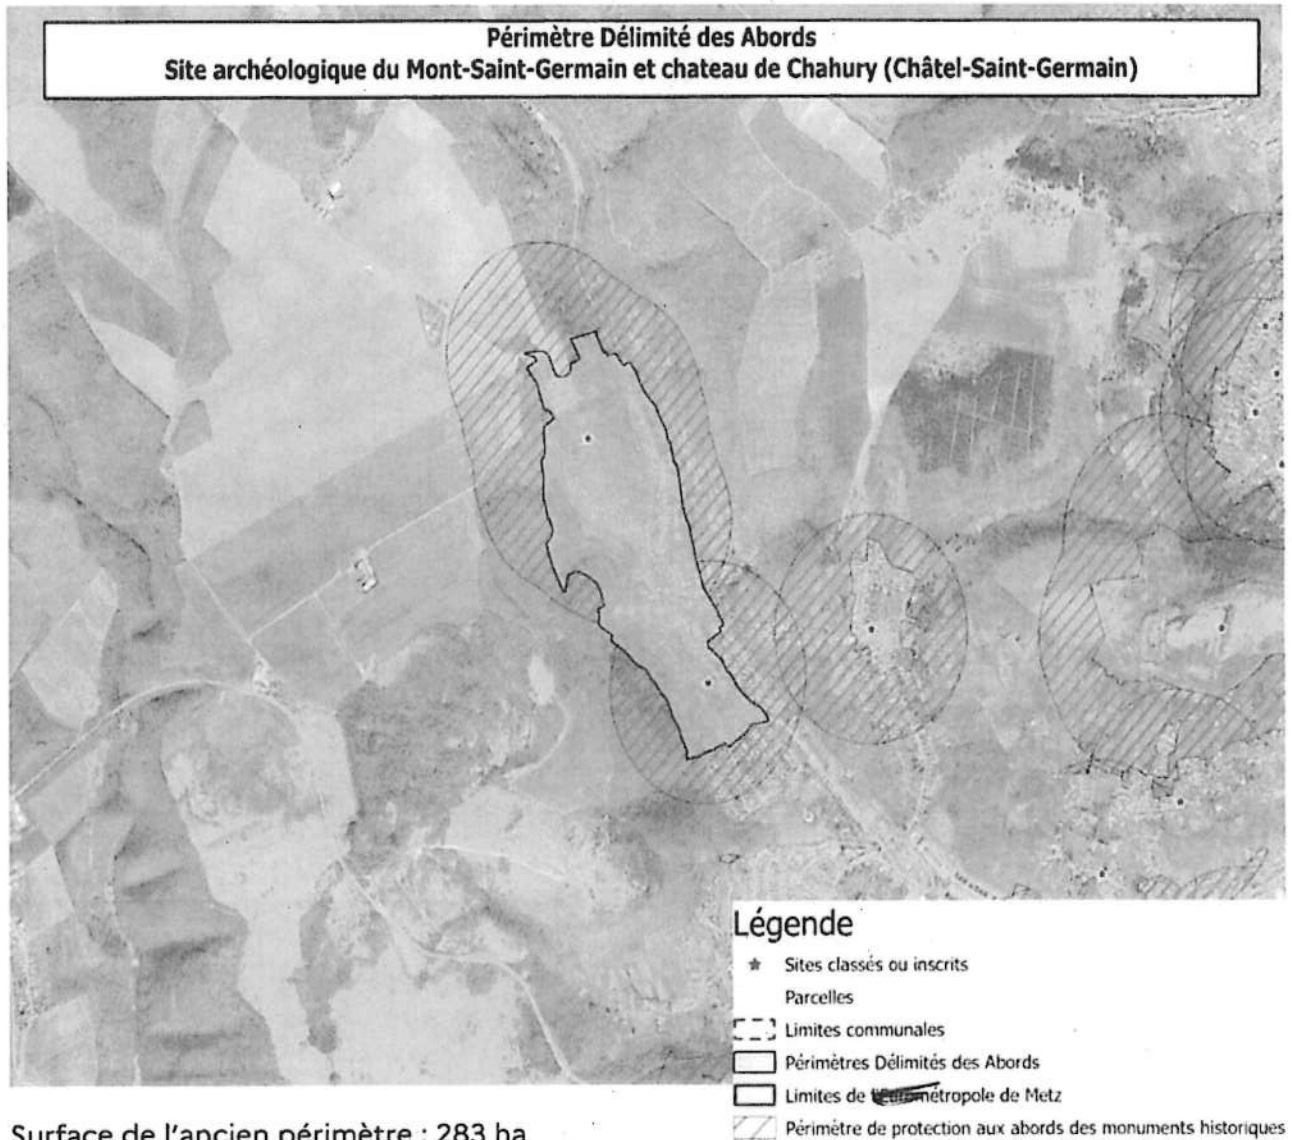 Périmètre Délimité des Abords
Site archéologique du Mont-Saint-Germain et chateau de Chahury (Châtel-Saint-Germain)
Légende
Sites classés ou inscrits
Parcelles
Limites communales
Périmètres Délimités des Abords
Limites de métropole de Metz
Périmètre de protection aux abords des monuments historiques
Surface de l'ancien périmètre : 283 ha